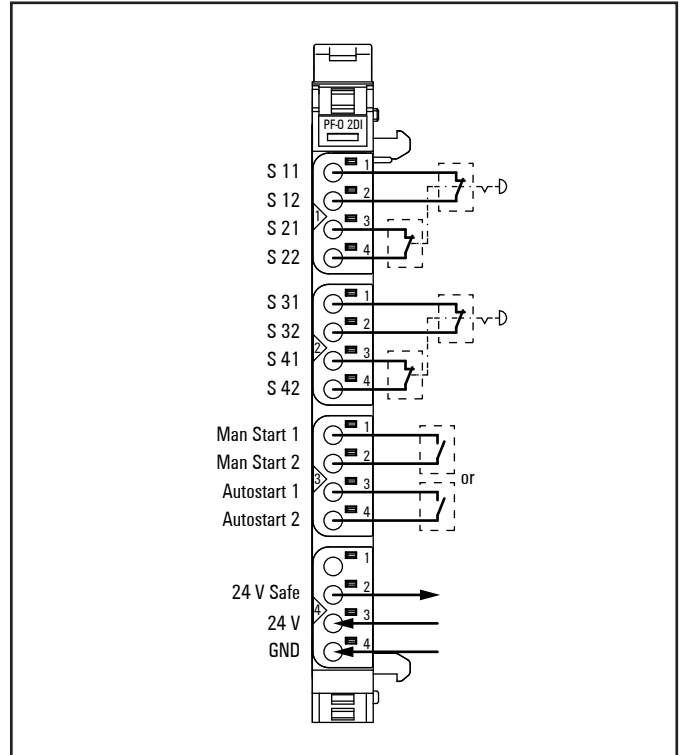 PF-O 2DI
S 11 1
S 12 2
S 21 3
S 22 4
1
S 31 1
S 32 2
S 41 3
S 42 4
2
Man Start 1 1
Man Start 2 2
or
Autostart 1 3
Autostart 2 4
3
1
24 V Safe 2
24 V 3
GND 4
4